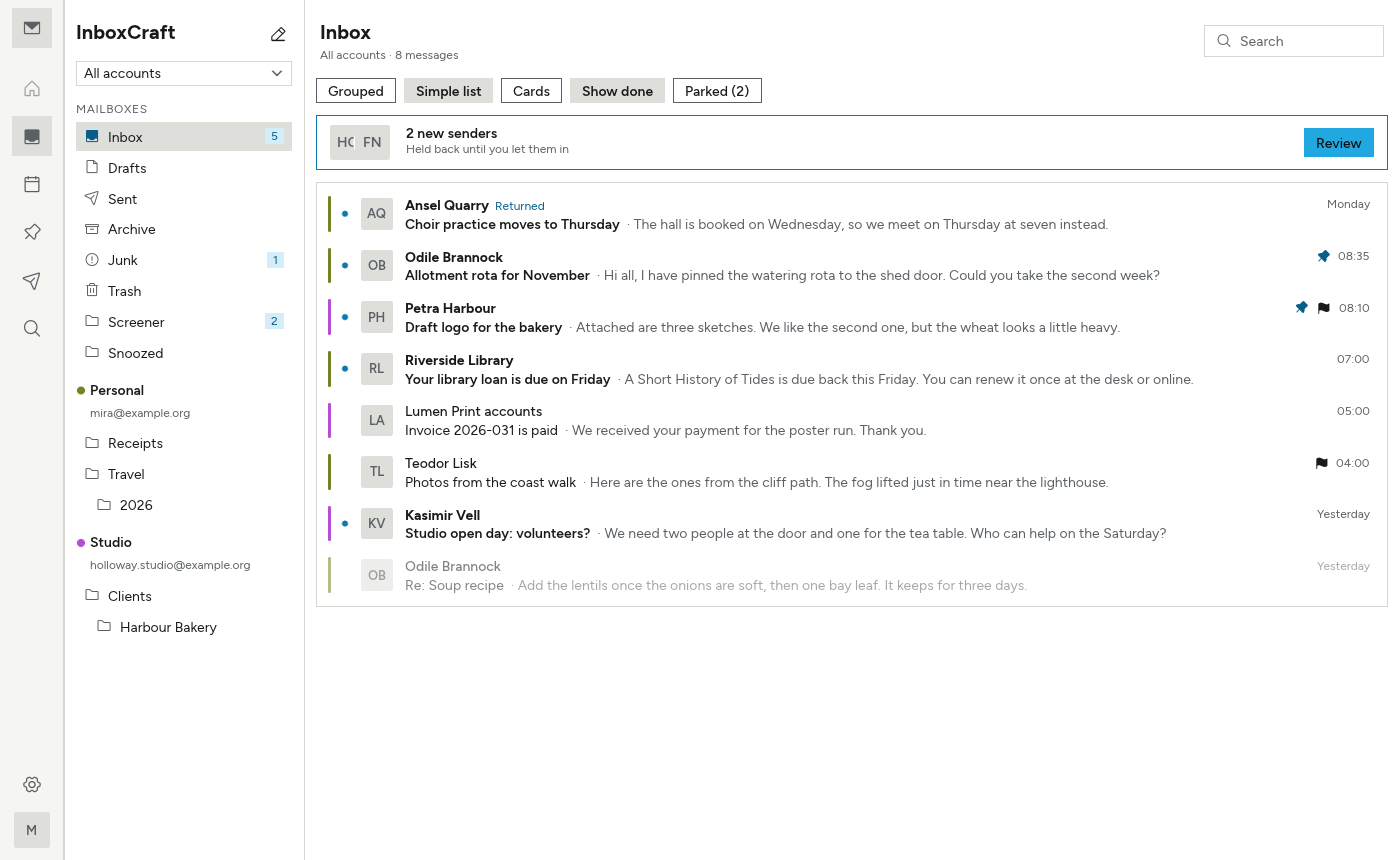 InboxCraft
All accounts
MAILBOXES
Inbox 5
Drafts
Sent
Archive
Junk 1
Trash
Screener 2
Snoozed
Personal
mira@example.org
Receipts
Travel
2026
Studio
holloway.studio@example.org
Clients
Harbour Bakery
M
Inbox
All accounts · 8 messages
Search
Grouped Simple list Cards Show done Parked (2)
FN
2 new senders
Held back until you let them in
Review
AQ Ansel Quarry Returned Monday
Choir practice moves to Thursday · The hall is booked on Wednesday, so we meet on Thursday at seven instead.
OB Odile Brannock 08:35
Allotment rota for November · Hi all, I have pinned the watering rota to the shed door. Could you take the second week?
PH Petra Harbour 08:10
Draft logo for the bakery · Attached are three sketches. We like the second one, but the wheat looks a little heavy.
RL Riverside Library 07:00
Your library loan is due on Friday · A Short History of Tides is due back this Friday. You can renew it once at the desk or online.
LA Lumen Print accounts 05:00
Invoice 2026-031 is paid · We received your payment for the poster run. Thank you.
TL Teodor Lisk 04:00
Photos from the coast walk · Here are the ones from the cliff path. The fog lifted just in time near the lighthouse.
KV Kasimir Vell Yesterday
Studio open day: volunteers? · We need two people at the door and one for the tea table. Who can help on the Saturday?
OB Odile Brannock Yesterday
Re: Soup recipe · Add the lentils once the onions are soft, then one bay leaf. It keeps for three days.